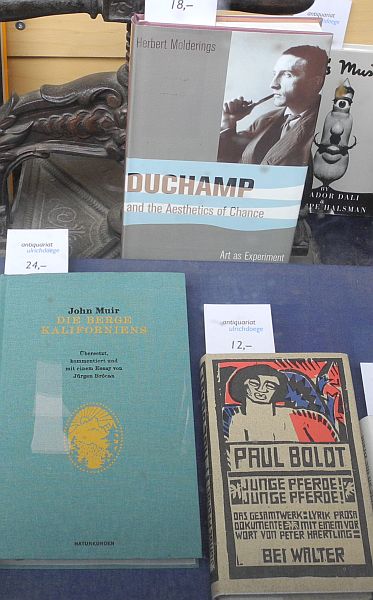 18,-
Herbert Molderings
DUCHAMP
and the Aesthetics of Chance
Art as Experiment
BY
ADOR DALI
PE HALSMAN
antiquariat
ulrichdoege
antiquariat
ulrichdoege
24,-
John Muir
DIE BERGE
KALIFORNIENS
Übersetzt,
kommentiert und
mit einem Essay von
Jürgen Brôcan
NATURKUNDEN
antiquariat
ulrichdoege
12,-
PAUL BOLDT
JUNGE PFERDE!
JUNGE PFERDE!
DAS GESAMTWERK: LYRIK PROSA
DOKUMENTE MIT EINEM VOR
WORT VON PETER HAERTLING:
BEI WALTER